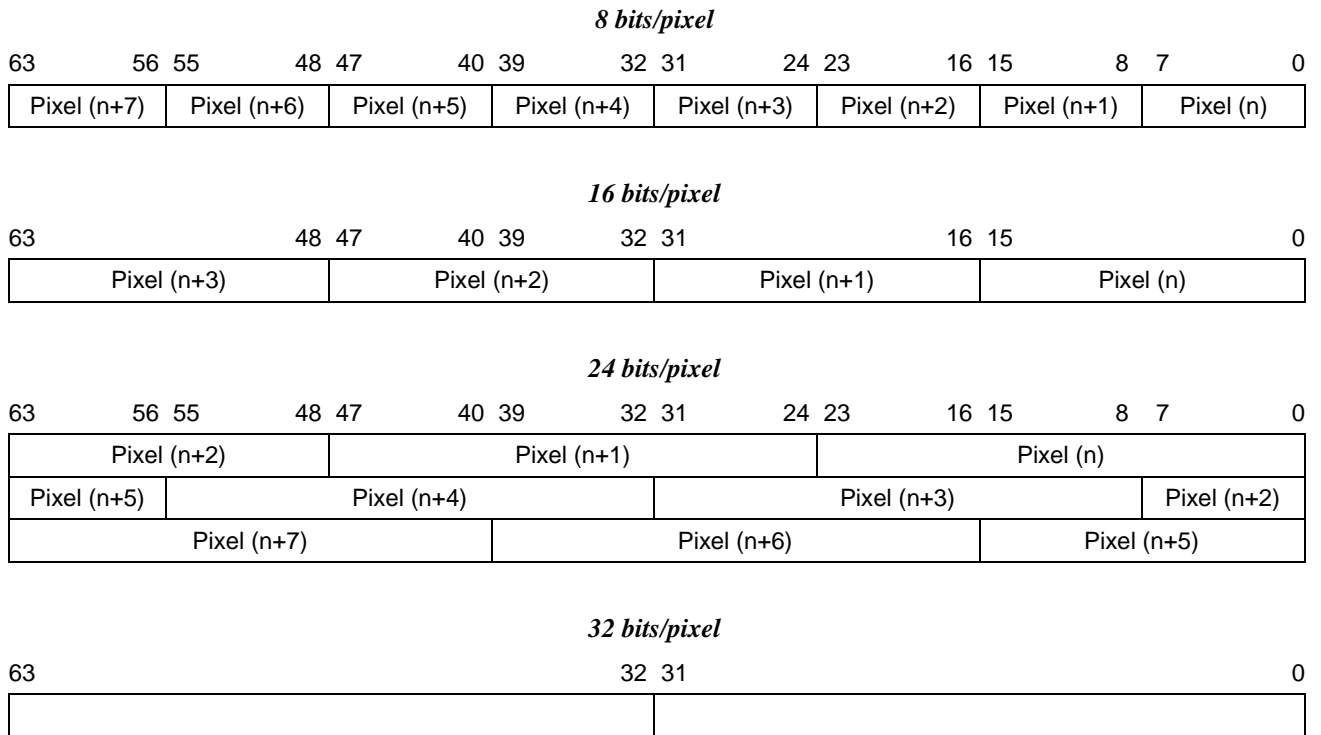 8 bits/pixel
63 56 55 48 47 40 39 32 31 24 23 16 15 8 7 0
Pixel (n+7) Pixel (n+6) Pixel (n+5) Pixel (n+4) Pixel (n+3) Pixel (n+2) Pixel (n+1) Pixel (n)
16 bits/pixel
63 48 47 40 39 32 31 16 15 0
Pixel (n+3) Pixel (n+2) Pixel (n+1) Pixel (n)
24 bits/pixel
63 56 55 48 47 40 39 32 31 24 23 16 15 8 7 0
Pixel (n+2) Pixel (n+1) Pixel (n)
Pixel (n+5) Pixel (n+4) Pixel (n+3) Pixel (n+2)
Pixel (n+7) Pixel (n+6) Pixel (n+5)
32 bits/pixel
63 32 31 0